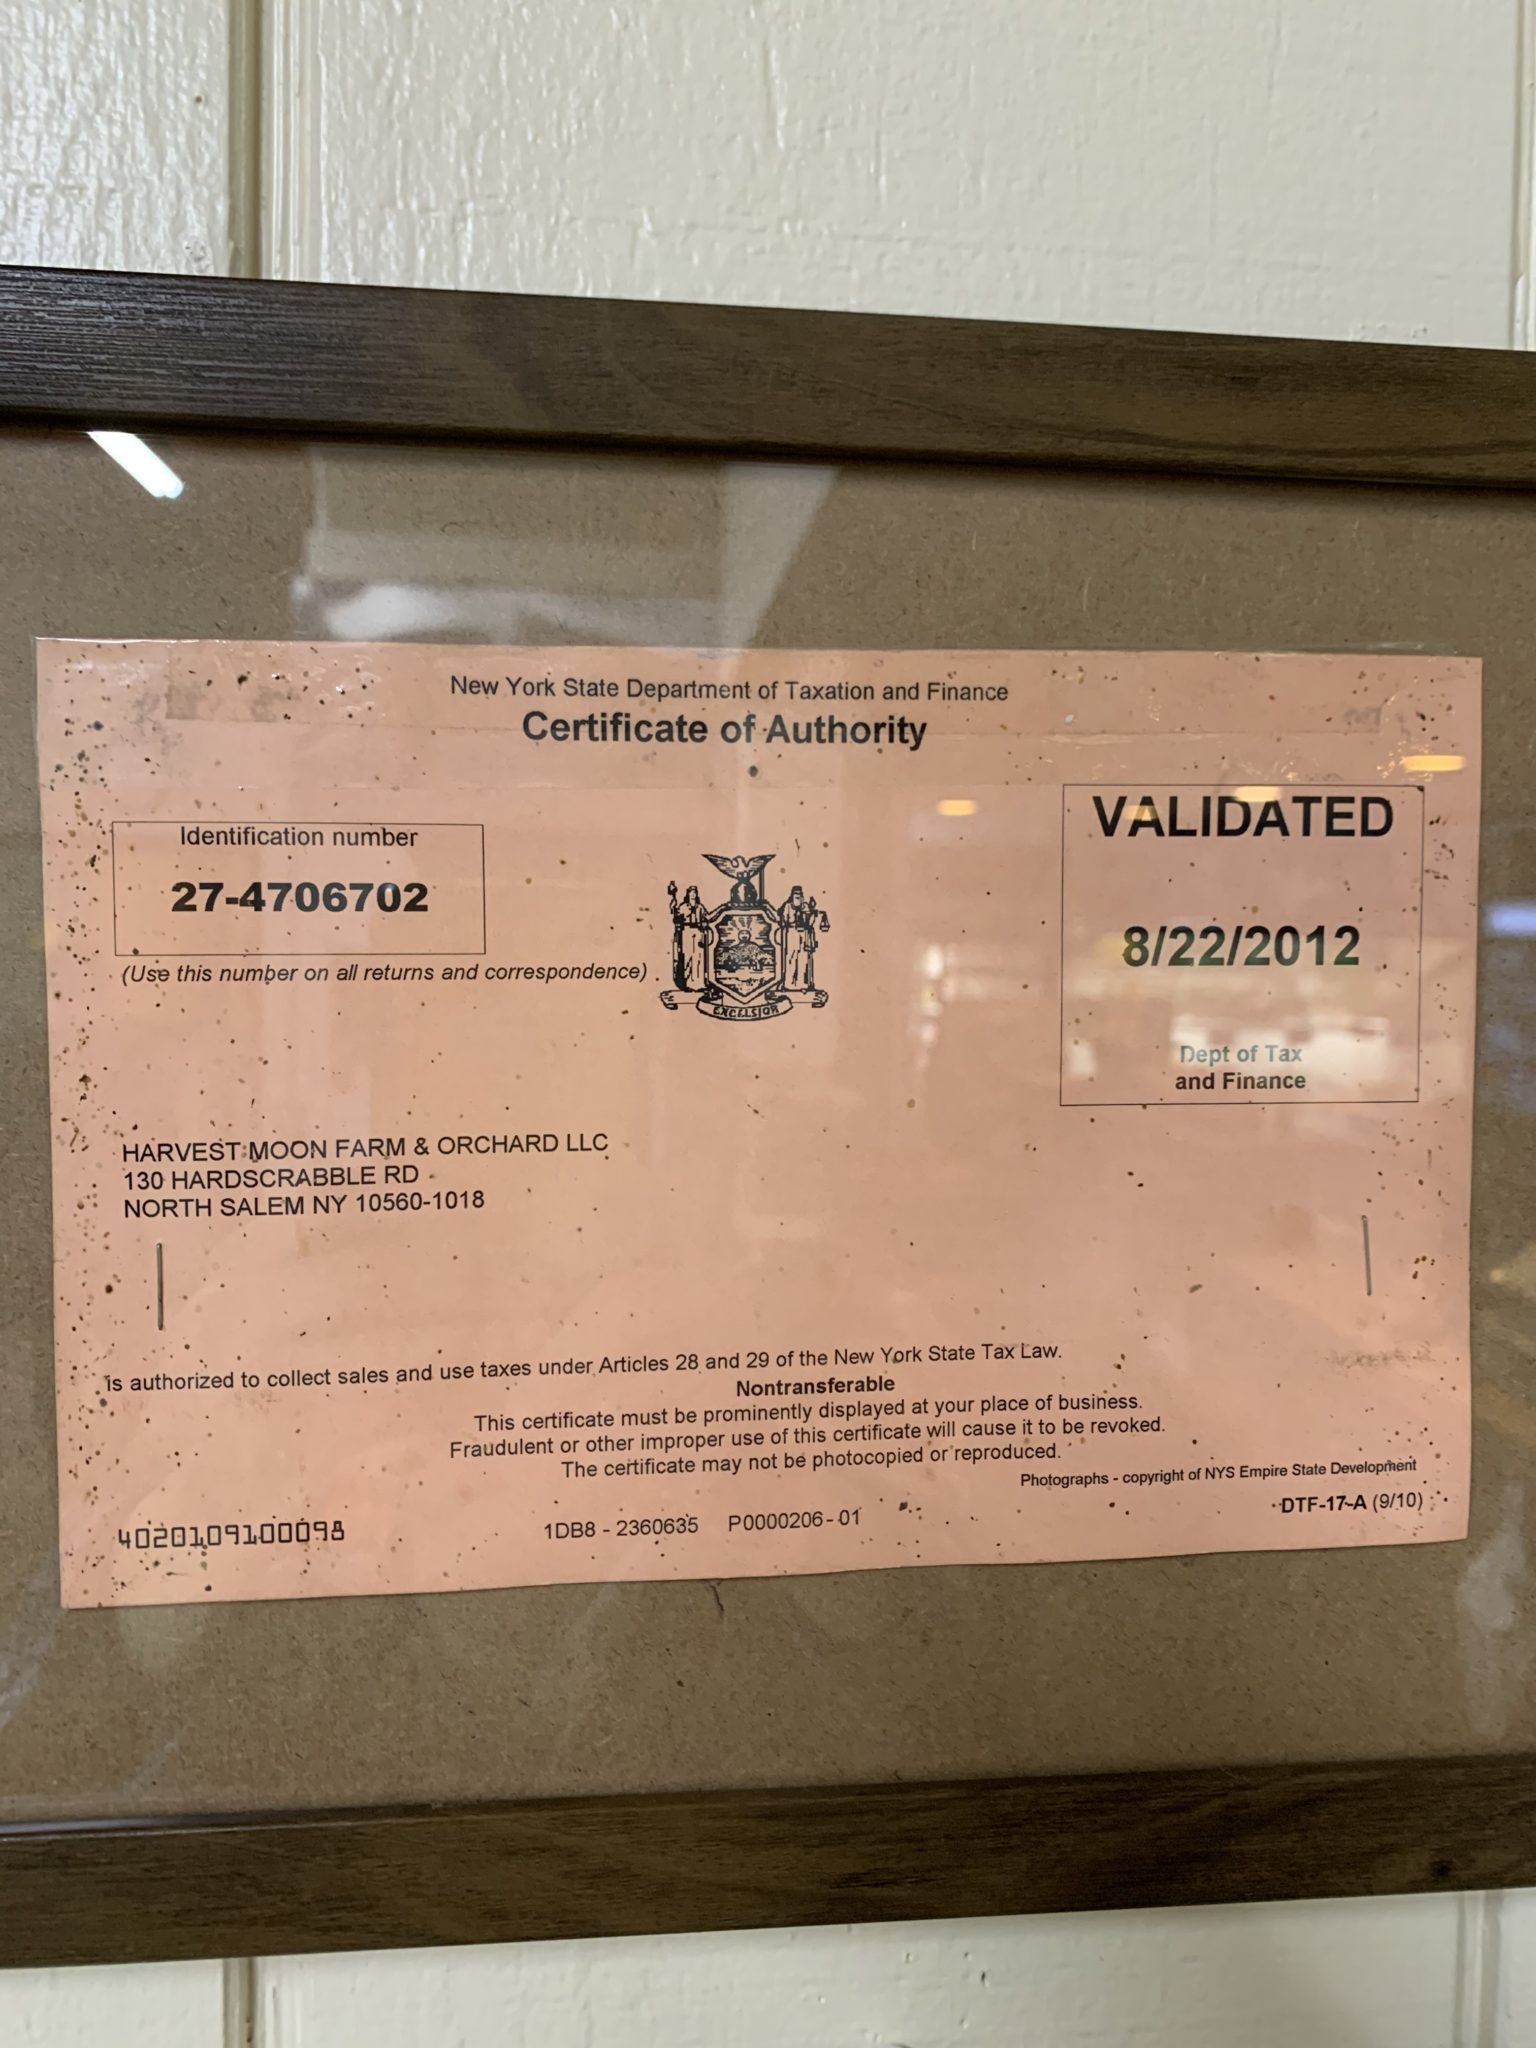 New York State Department of Taxation and Finance
Certificate of Authority
Identification number
27-4706702
(Use this number on all returns and correspondence)
VALIDATED
8/22/2012
Dept of Tax
and Finance
EXCELSIOR
HARVEST MOON FARM & ORCHARD LLC
130 HARDSCRABBLE RD
NORTH SALEM NY 10560-1018
is authorized to collect sales and use taxes under Articles 28 and 29 of the New York State Tax Law.
Nontransferable
This certificate must be prominently displayed at your place of business.
Fraudulent or other improper use of this certificate will cause it to be revoked.
The certificate may not be photocopied or reproduced.
Photographs - copyright of NYS Empire State Development
4020109100098
1DB8 - 2360635 P0000206-01
DTF-17-A (9/10)